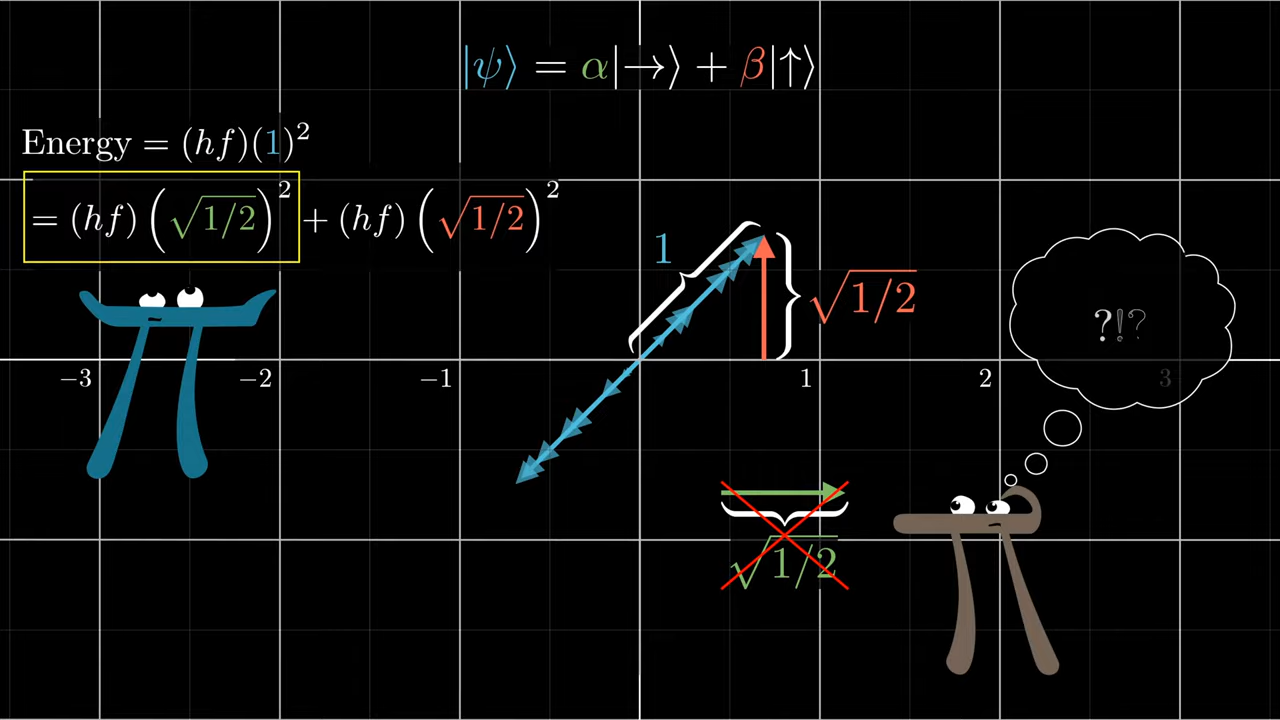 |ψ⟩ = α|→⟩ + β|↑⟩
Energy = (hf)(1)²
= (hf)(√1/2)² + (hf)(√1/2)²
1
√1/2
?!?
−3 −2 −1 1 2 3
√1/2